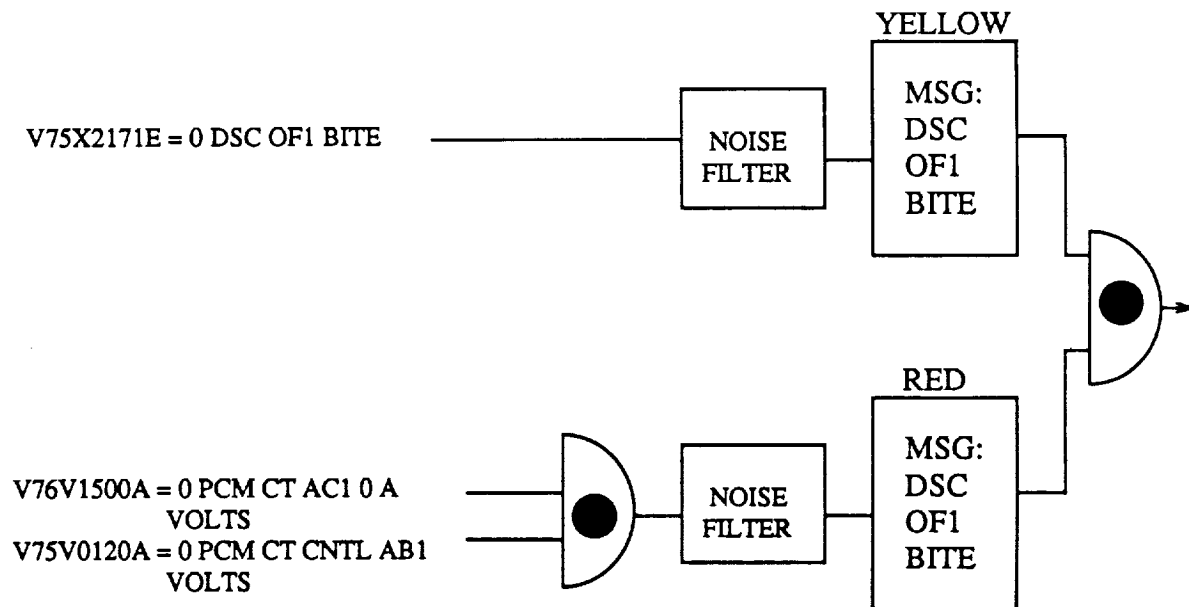 YELLOW
MSG:
DSC
OF1
BITE
V75X2171E = 0 DSC OF1 BITE
NOISE
FILTER
RED
MSG:
DSC
OF1
BITE
V76V1500A = 0 PCM CT AC1 0 A
VOLTS
V75V0120A = 0 PCM CT CNTL AB1
VOLTS
NOISE
FILTER